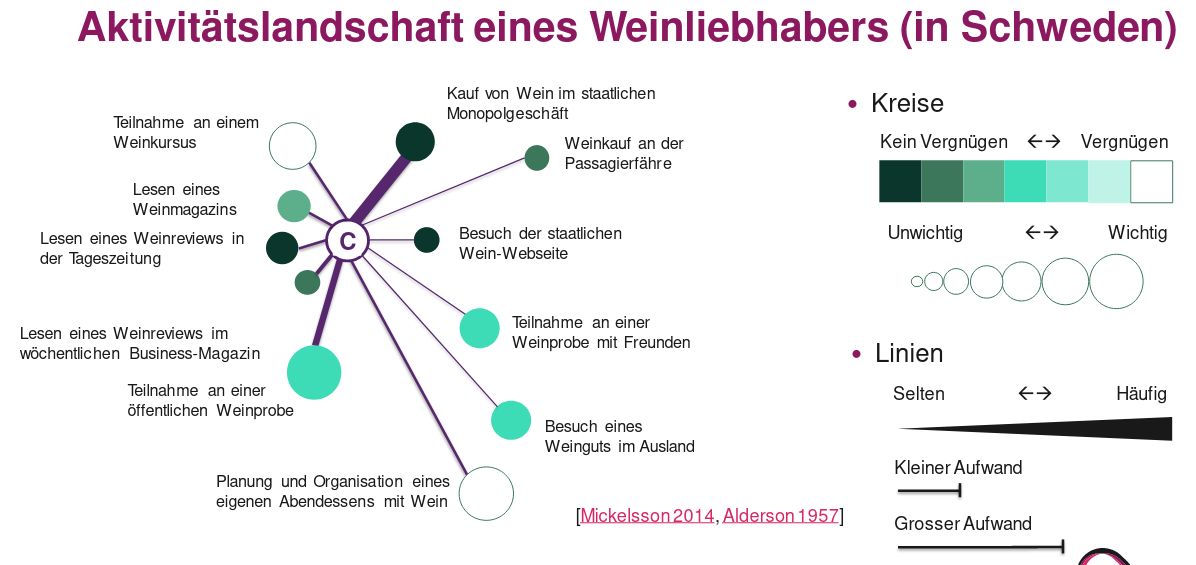 Aktivitätslandschaft eines Weinliebhabers (in Schweden)
Kauf von Wein im staatlichen
Monopolgeschäft
Teilnahme an einem
Weinkursus
Weinkauf an der
Passagierfähre
Lesen eines
Weinmagazins
Lesen eines Weinreviews in
der Tageszeitung
C
Besuch der staatlichen
Wein-Webseite
Lesen eines Weinreviews im
wöchentlichen Business-Magazin
Teilnahme an einer
Weinprobe mit Freunden
Teilnahme an einer
öffentlichen Weinprobe
Besuch eines
Weinguts im Ausland
Planung und Organisation eines
eigenen Abendessens mit Wein
[Mickelsson 2014, Alderson 1957]
• Kreise
Kein Vergnügen ←→ Vergnügen
Unwichtig ←→ Wichtig
• Linien
Selten ←→ Häufig
Kleiner Aufwand
Grosser Aufwand